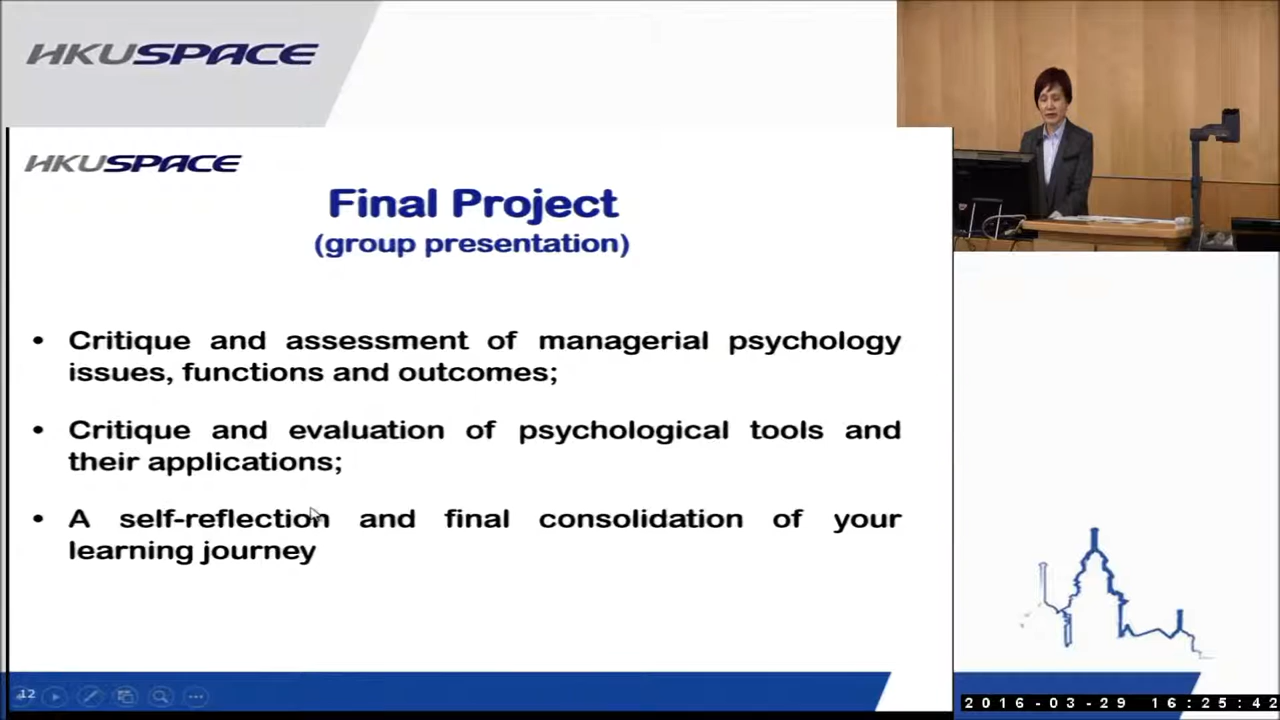 HKUSPACE
HKUSPACE
Final Project
(group presentation)
• Critique and assessment of managerial psychology
issues, functions and outcomes;
• Critique and evaluation of psychological tools and
their applications;
• A self-reflection and final consolidation of your
learning journey
12
2016-03-29 16:25:42